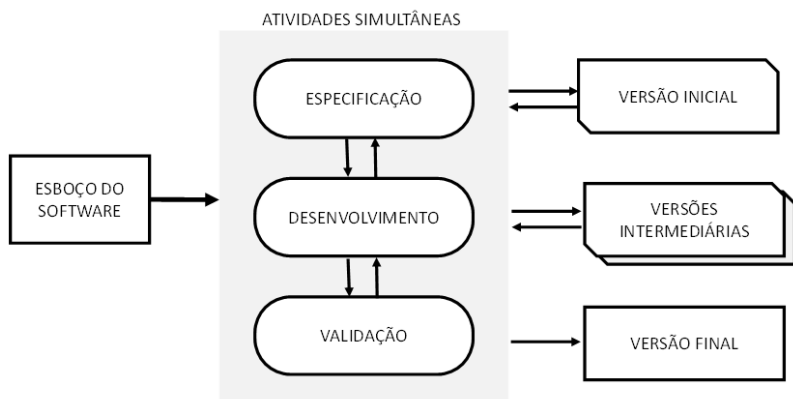 ATIVIDADES SIMULTÂNEAS
ESBOÇO DO
SOFTWARE
ESPECIFICAÇÃO
DESENVOLVIMENTO
VALIDAÇÃO
VERSÃO INICIAL
VERSÕES
INTERMEDIÁRIAS
VERSÃO FINAL